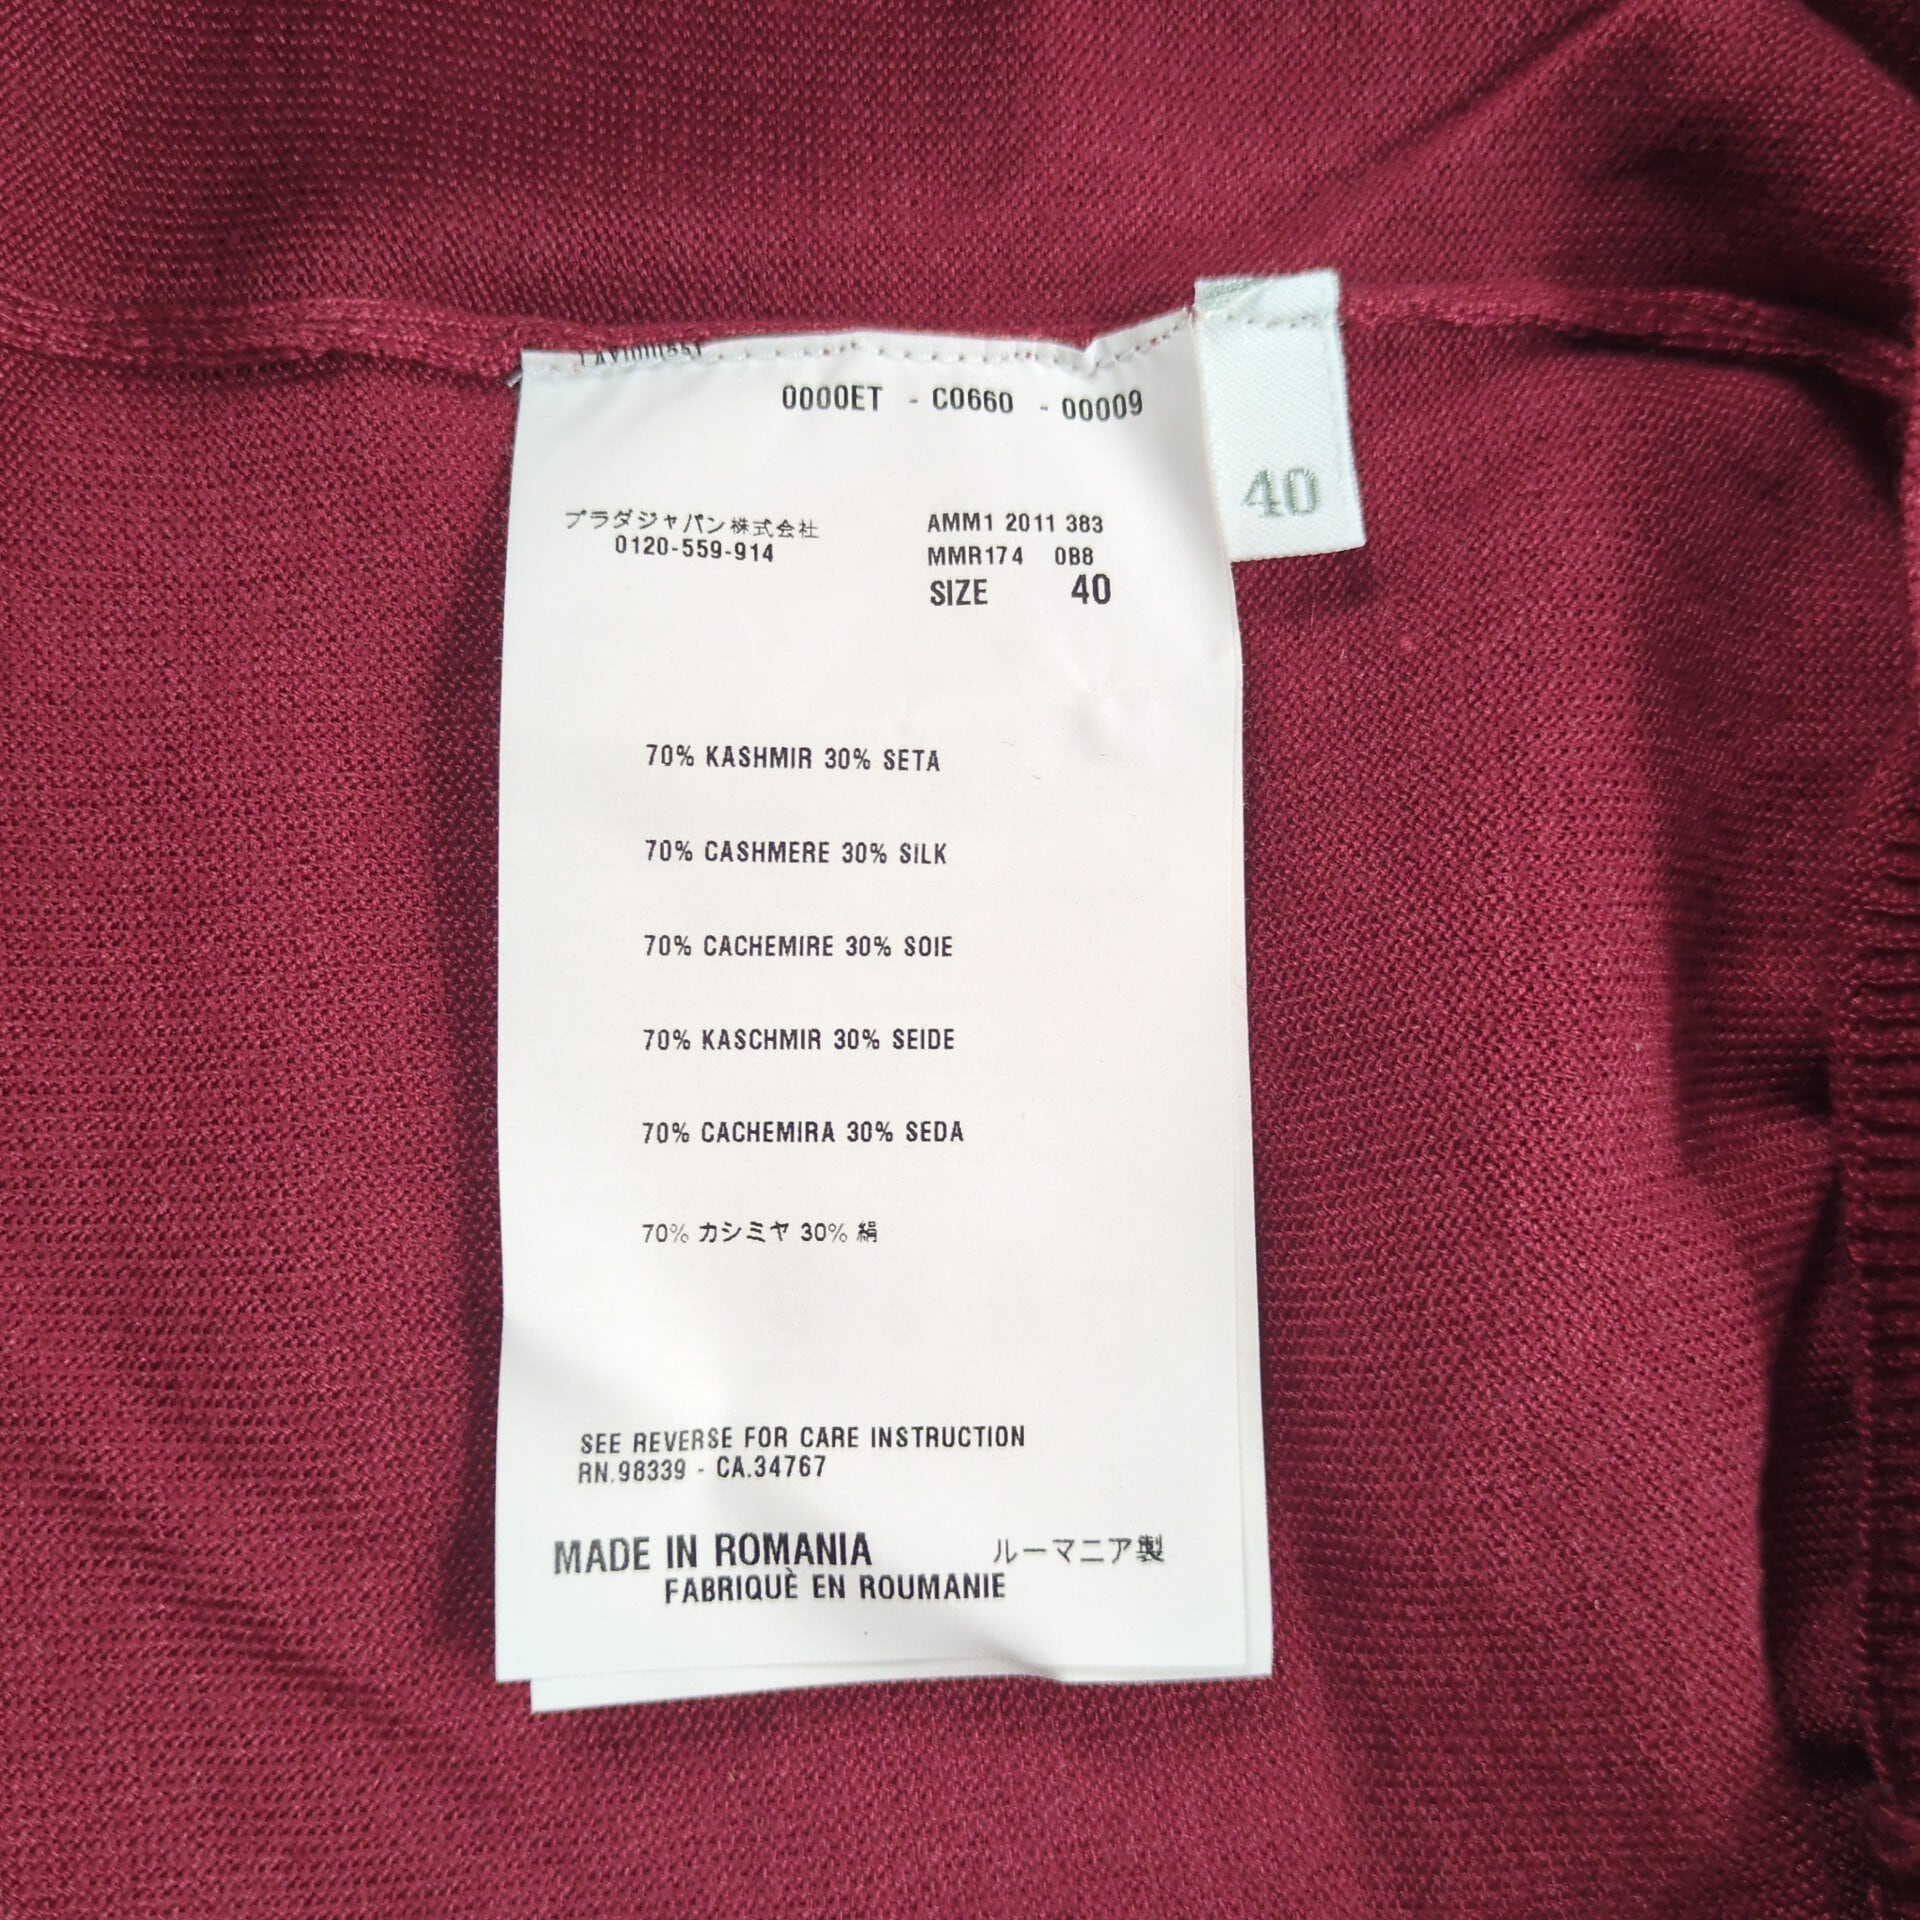 0000ET - C0660 - 00009
40
プラダジャパン株式会社
0120-559-914
AMM1 2011 383
MMR174 0B8
SIZE 40
70% KASHMIR 30% SETA
70% CASHMERE 30% SILK
70% CACHEMIRE 30% SOIE
70% KASCHMIR 30% SEIDE
70% CACHEMIRA 30% SEDA
70% カシミヤ 30% 絹
SEE REVERSE FOR CARE INSTRUCTION
RN.98339 - CA.34767
MADE IN ROMANIA ルーマニア製
FABRIQUÈ EN ROUMANIE